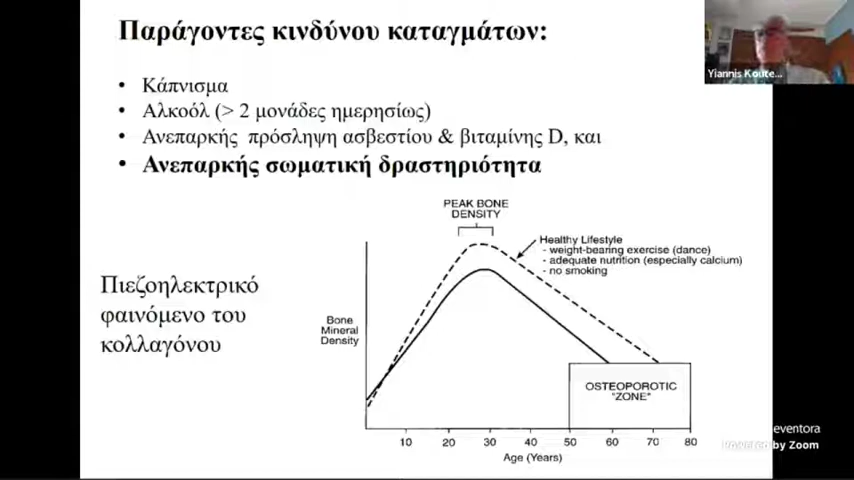 Παράγοντες κινδύνου καταγμάτων:
Yiannis Koute...
• Κάπνισμα
• Αλκοόλ (> 2 μονάδες ημερησίως)
• Ανεπαρκής πρόσληψη ασβεστίου & βιταμίνης D, και
• Ανεπαρκής σωματική δραστηριότητα
PEAK BONE
DENSITY
Healthy Lifestyle
- weight-bearing exercise (dance)
- adequate nutrition (especially calcium)
- no smoking
Πιεζοηλεκτρικό
φαινόμενο του
κολλαγόνου
Bone
Mineral
Density
OSTEOPOROTIC
"ZONE"
10 20 30 40 50 60 70 80
Age (Years)
eventora
Powered by Zoom